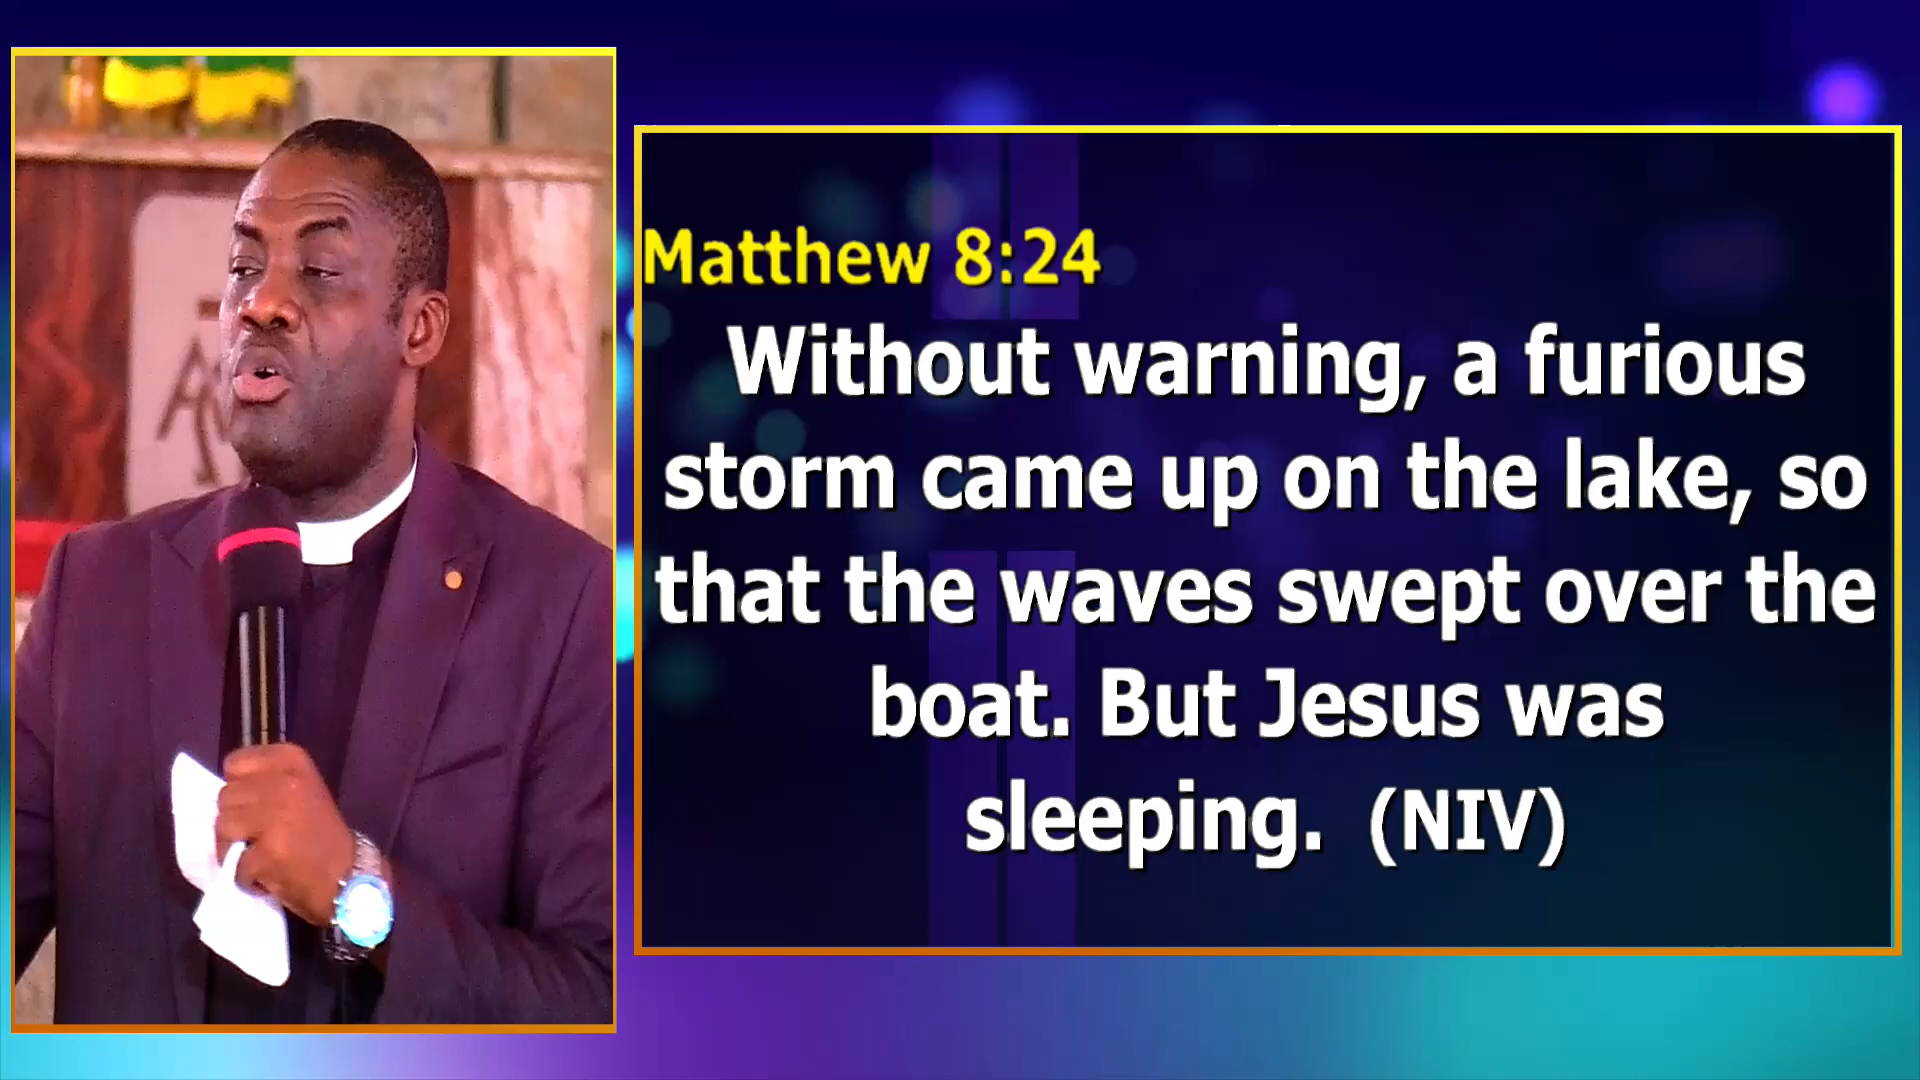 Matthew 8:24
Without warning, a furious
storm came up on the lake, so
that the waves swept over the
boat. But Jesus was
sleeping. (NIV)